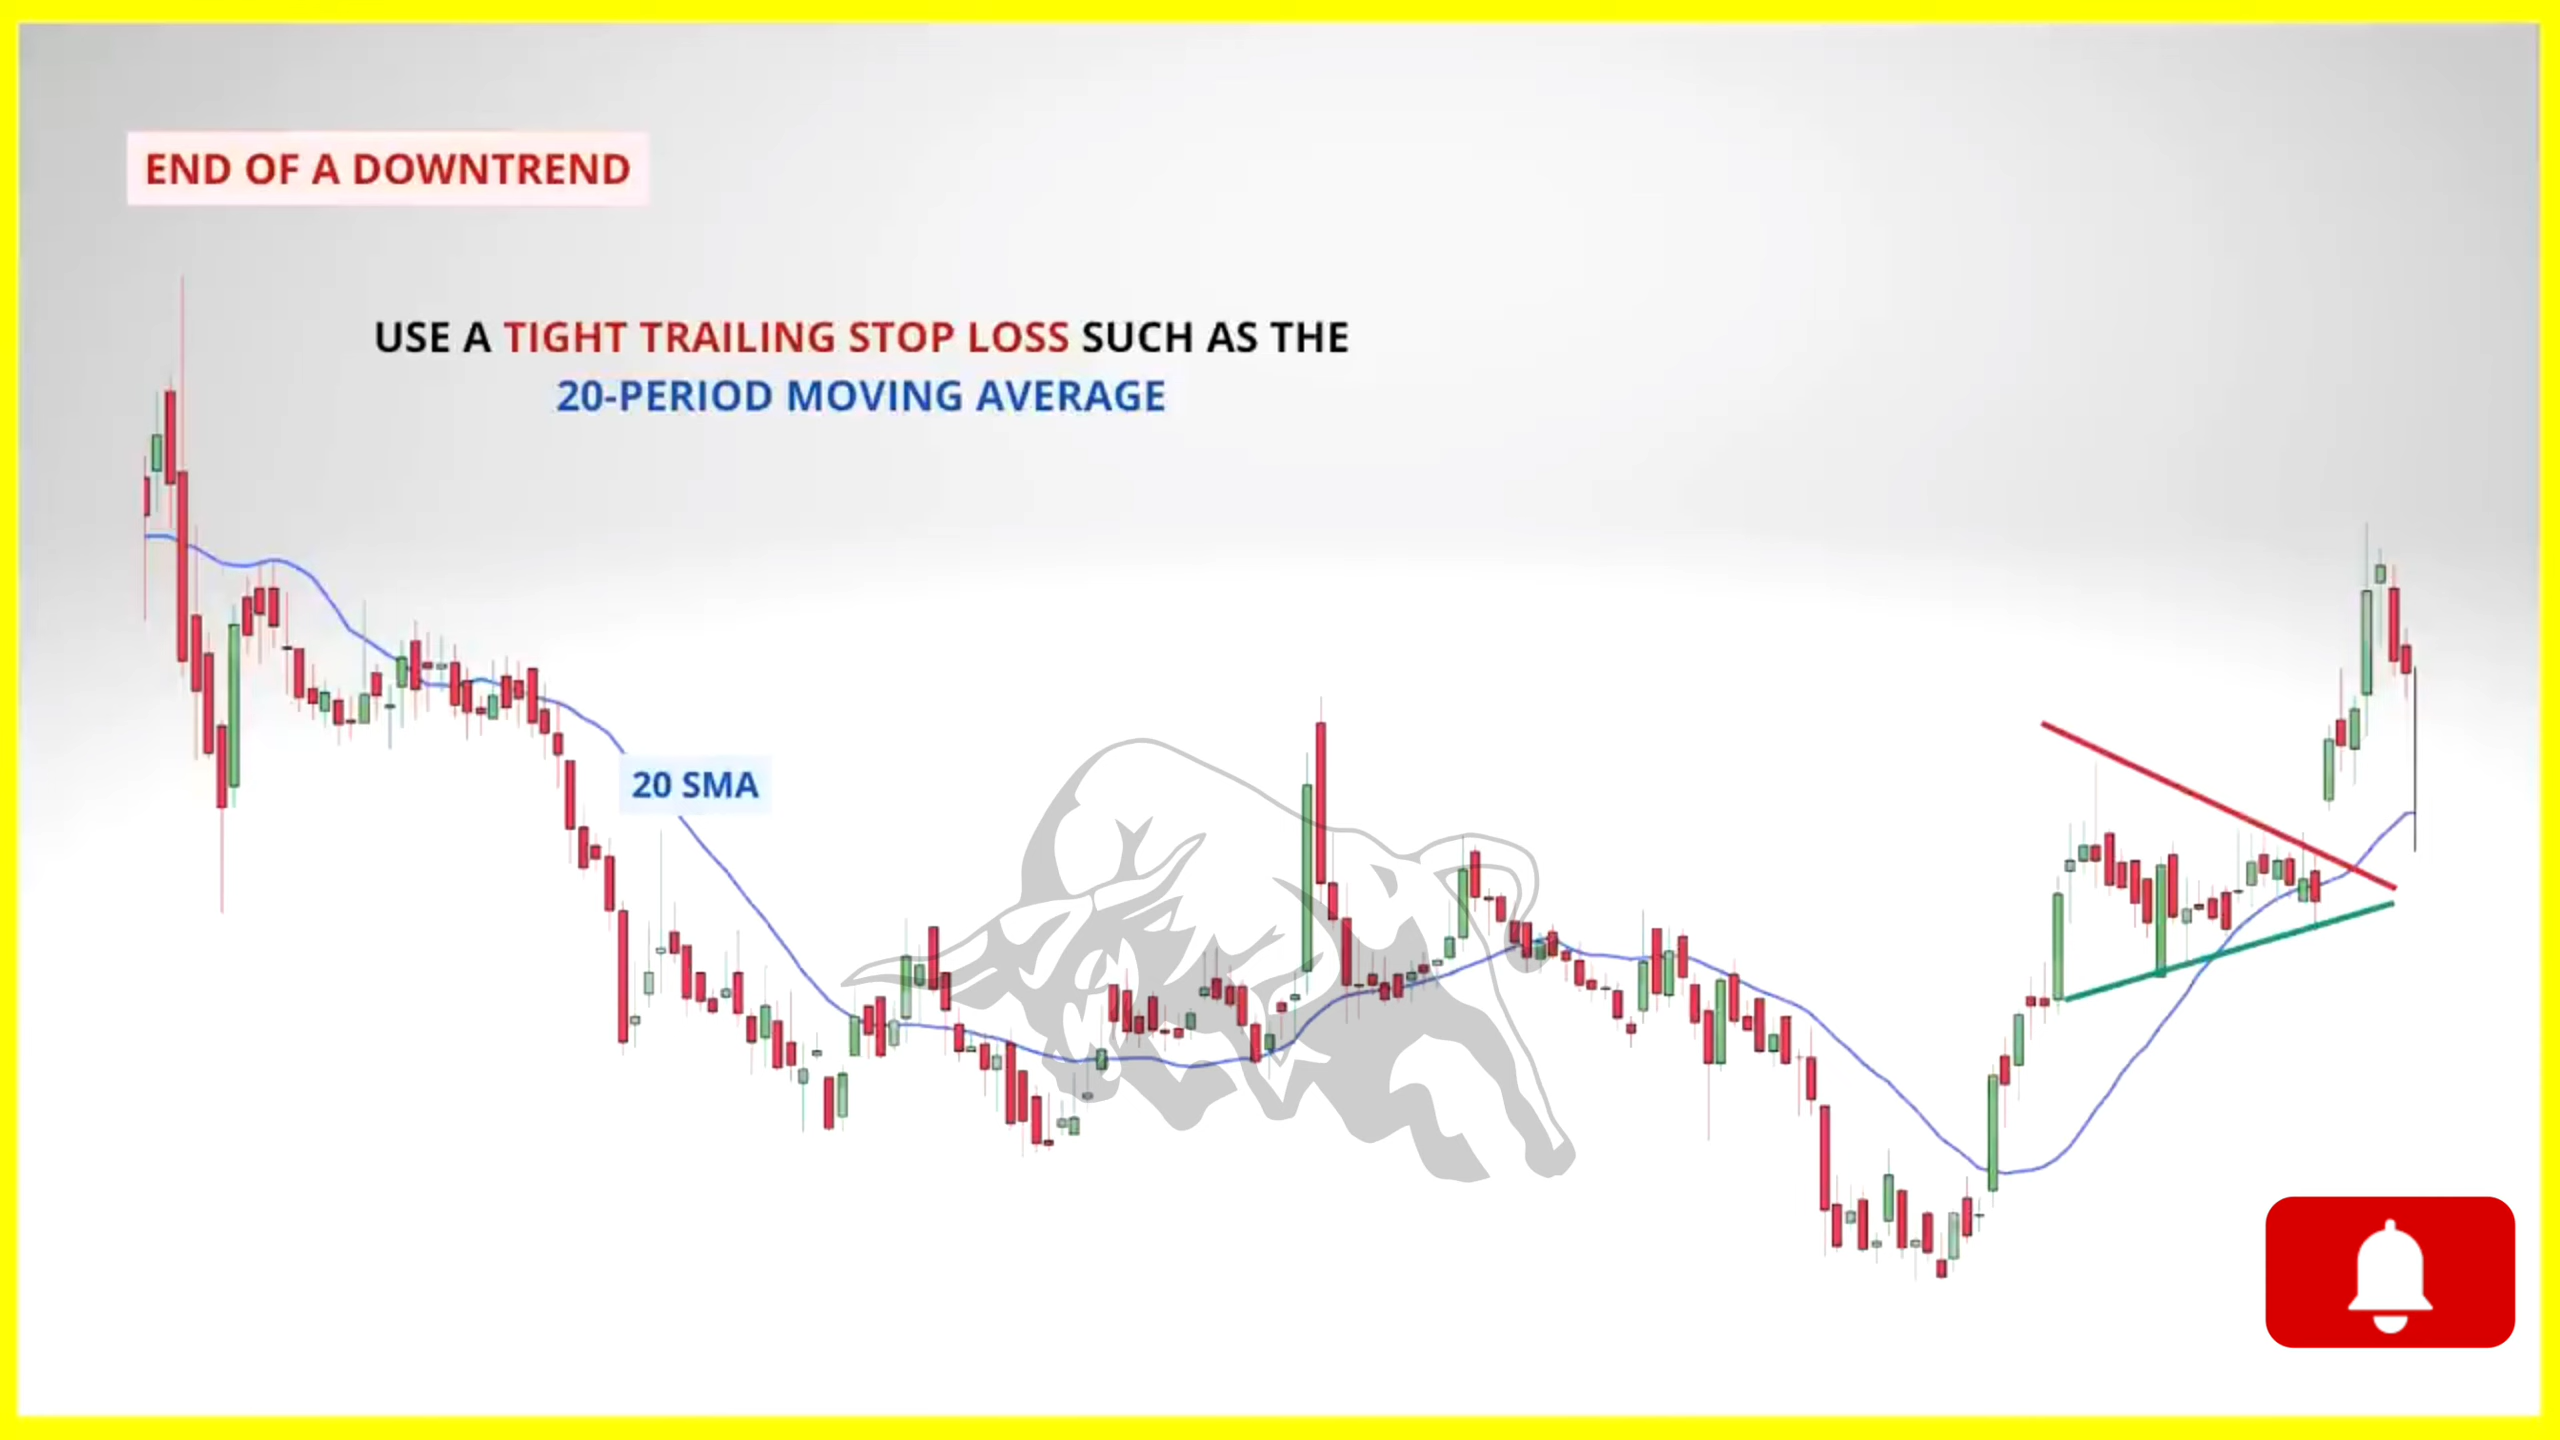 END OF A DOWNTREND
USE A TIGHT TRAILING STOP LOSS SUCH AS THE
20-PERIOD MOVING AVERAGE
20 SMA